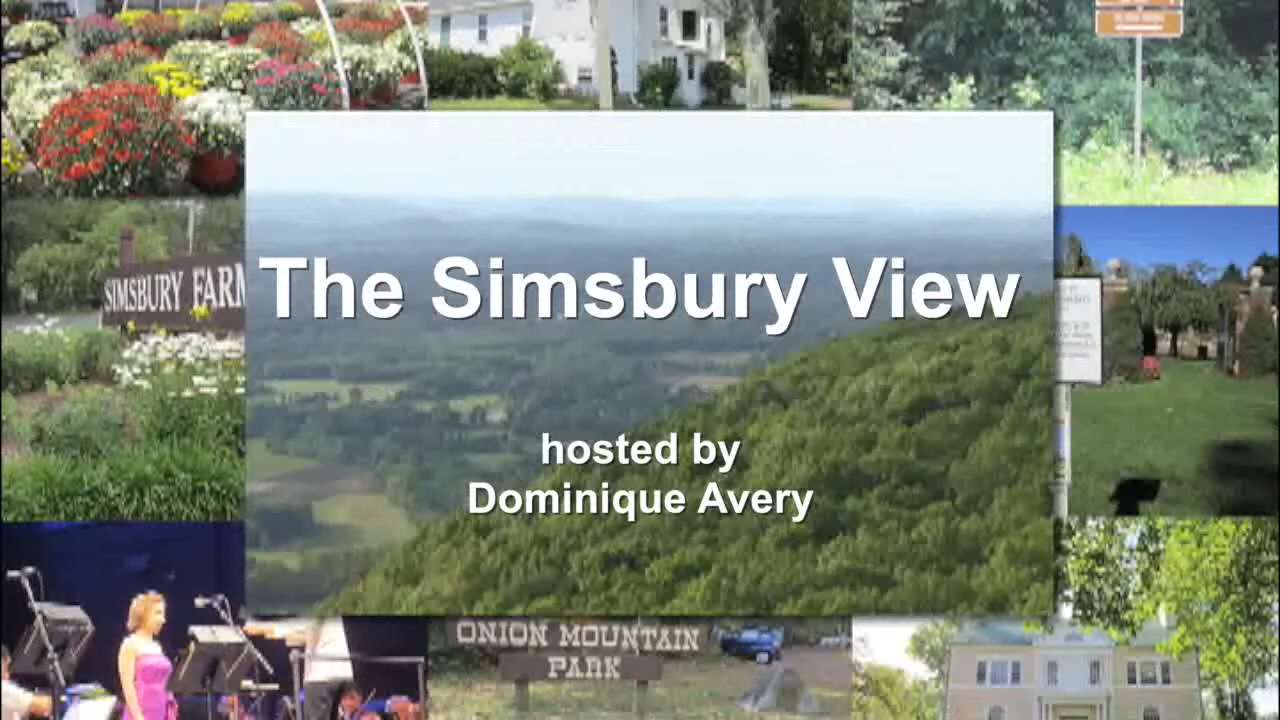 SIMSBURY FARM
The Simsbury View
hosted by
Dominique Avery
ONION MOUNTAIN
PARK